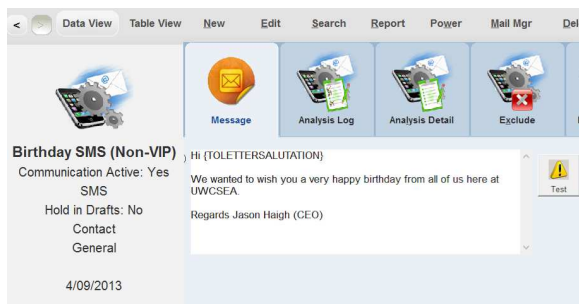 < > Data View Table View New Edit Search Report Power Mail Mgr
Message Analysis Log Analysis Detail Exclude
Birthday SMS (Non-VIP)
Communication Active: Yes
SMS
Hold in Drafts: No
Contact
General
4/09/2013
) Hi {TOLETTERSALUTATION}
We wanted to wish you a very happy birthday from all of us here at
UWCSEA.
Regards Jason Haigh (CEO)
Test